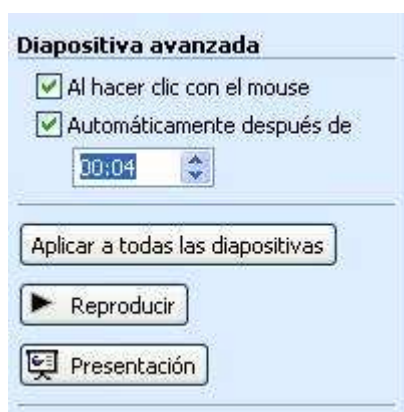 Diapositiva avanzada
Al hacer clic con el mouse
Automáticamente después de
00:04
Aplicar a todas las diapositivas
Reproducir
Presentación